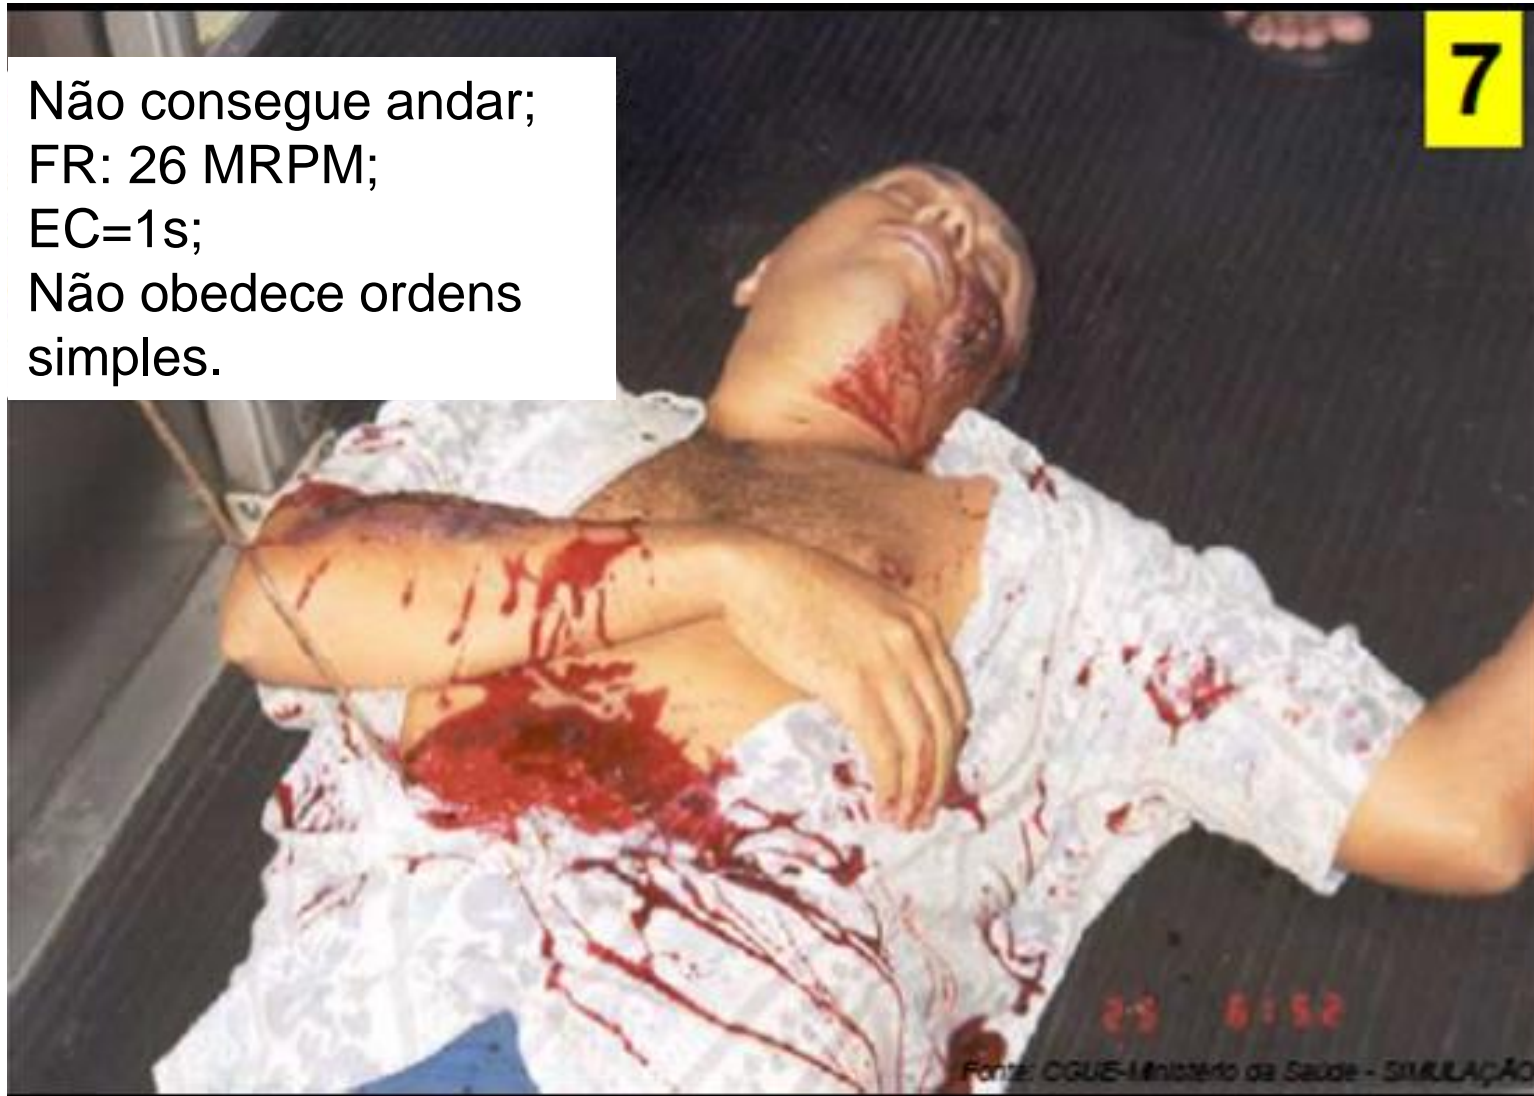 7
Não consegue andar;
FR: 26 MRPM;
EC=1s;
Não obedece ordens
simples.
Fonte: CGUE-Ministério da Saúde - SIMULAÇÃO